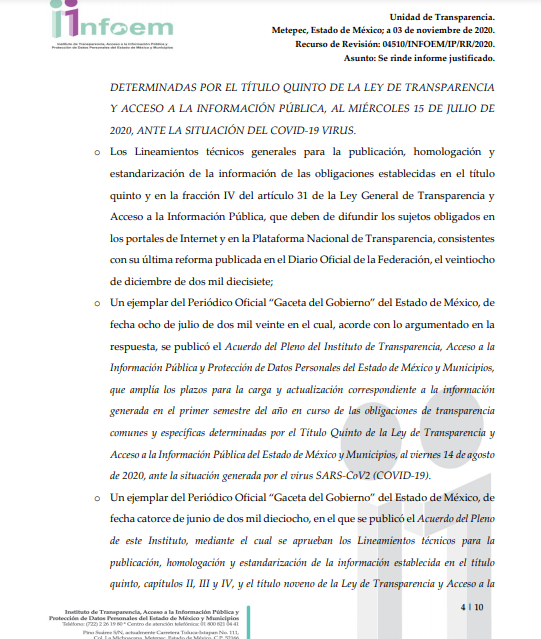 infoem
Instituto de Transparencia, Acceso a la Información Pública y
Protección de Datos Personales del Estado de México y Municipios
Unidad de Transparencia.
Metepec, Estado de México; a 03 de noviembre de 2020.
Recurso de Revisión: 04510/INFOEM/IP/RR/2020.
Asunto: Se rinde informe justificado.
DETERMINADAS POR EL TÍTULO QUINTO DE LA LEY DE TRANSPARENCIA
Y ACCESO A LA INFORMACIÓN PÚBLICA, AL MIÉRCOLES 15 DE JULIO DE
2020, ANTE LA SITUACIÓN DEL COVID-19 VIRUS.
o Los Lineamientos técnicos generales para la publicación, homologación y
estandarización de la información de las obligaciones establecidas en el título
quinto y en la fracción IV del artículo 31 de la Ley General de Transparencia y
Acceso a la Información Pública, que deben de difundir los sujetos obligados en
los portales de Internet y en la Plataforma Nacional de Transparencia, consistentes
con su última reforma publicada en el Diario Oficial de la Federación, el veintiocho
de diciembre de dos mil diecisiete;
o Un ejemplar del Periódico Oficial “Gaceta del Gobierno” del Estado de México, de
fecha ocho de julio de dos mil veinte en el cual, acorde con lo argumentado en la
respuesta, se publicó el Acuerdo del Pleno del Instituto de Transparencia, Acceso a la
Información Pública y Protección de Datos Personales del Estado de México y Municipios,
que amplía los plazos para la carga y actualización correspondiente a la información
generada en el primer semestre del año en curso de las obligaciones de transparencia
comunes y específicas determinadas por el Título Quinto de la Ley de Transparencia y
Acceso a la Información Pública del Estado de México y Municipios, al viernes 14 de agosto
de 2020, ante la situación generada por el virus SARS-CoV2 (COVID-19).
o Un ejemplar del Periódico Oficial “Gaceta del Gobierno” del Estado de México, de
fecha catorce de junio de dos mil dieciocho, en el que se publicó el Acuerdo del Pleno
de este Instituto, mediante el cual se aprueban los Lineamientos técnicos para la
publicación, homologación y estandarización de la información establecida en el título
quinto, capítulos II, III y IV, y el título noveno de la Ley de Transparencia y Acceso a la
4 | 10
Instituto de Transparencia, Acceso a la Información Pública y
Protección de Datos Personales del Estado de México y Municipios
Teléfono: (722) 2 26 19 80 * Centro de atención telefónica: 01 800 821 04 41
Pino Suárez S/N, actualmente Carretera Toluca-Ixtapan No. 111,
Col. La Michoacana, Metepec, Estado de México, C.P. 52166